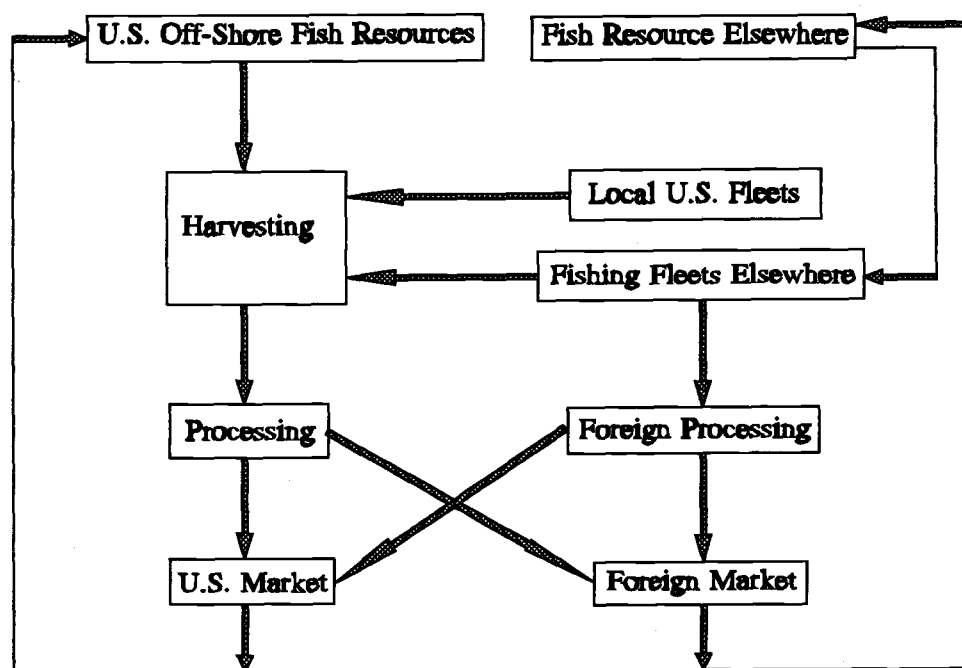 U.S. Off-Shore Fish Resources
Fish Resource Elsewhere
Local U.S. Fleets
Harvesting
Fishing Fleets Elsewhere
Processing
Foreign Processing
U.S. Market
Foreign Market